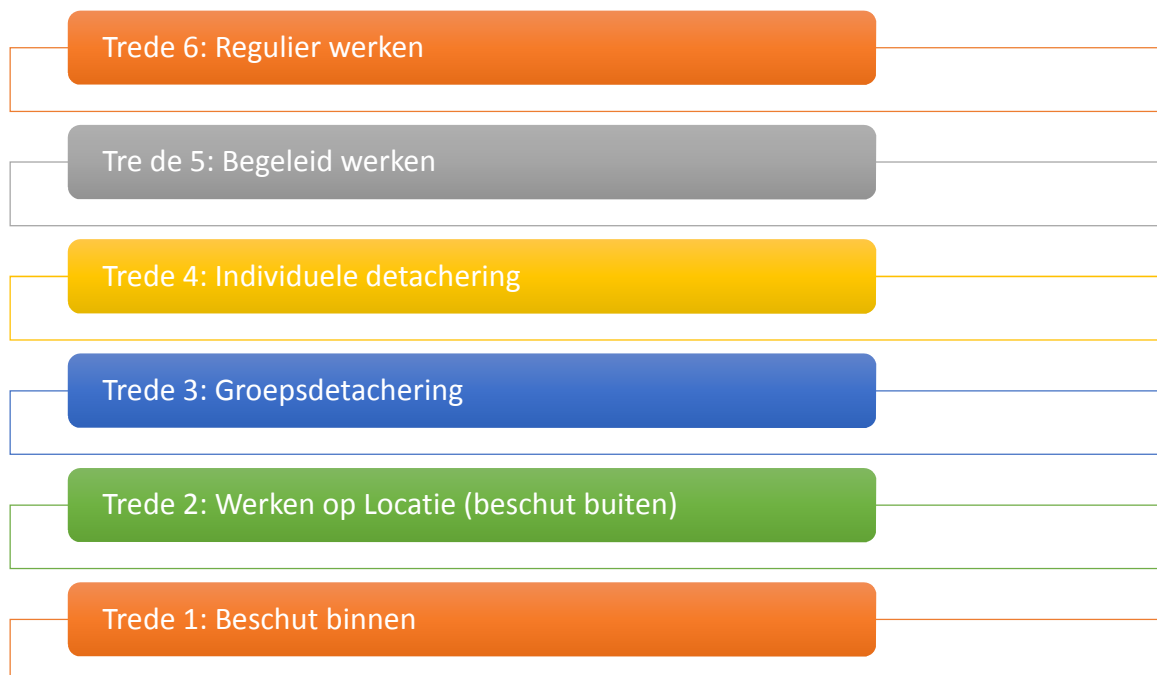 Trede 6: Regulier werken
Tre de 5: Begeleid werken
Trede 4: Individuele detachering
Trede 3: Groepsdetachering
Trede 2: Werken op Locatie (beschut buiten)
Trede 1: Beschut binnen